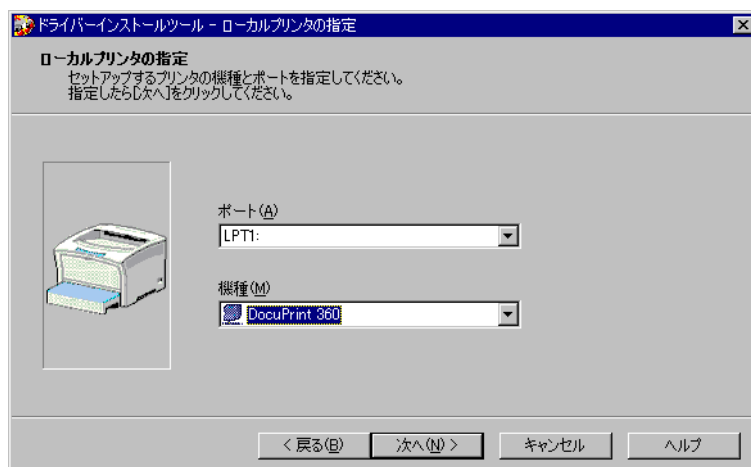 ドライバーインストールツール - ローカルプリンタの指定
ローカルプリンタの指定
セットアップするプリンタの機種とポートを指定してください。
指定したら[次へ]をクリックしてください。
ポート(A)
LPT1:
機種(M)
DocuPrint 360
< 戻る(B) 次へ(N) > キャンセル ヘルプ